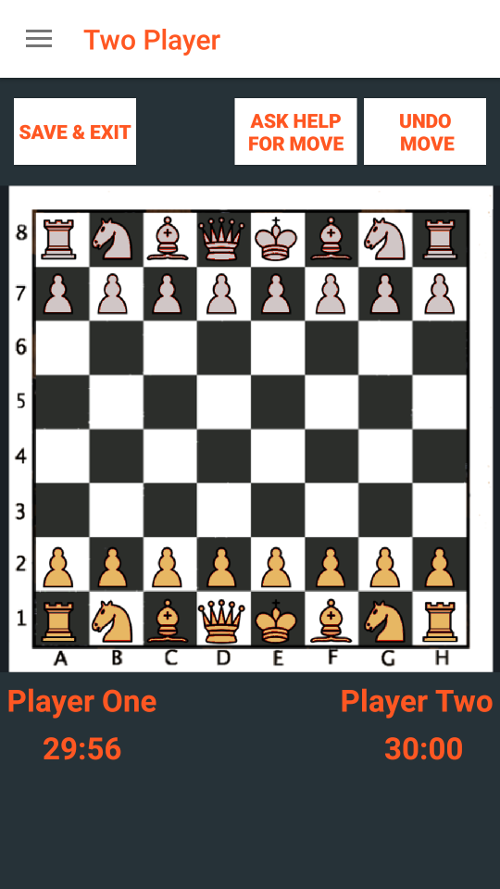 Two Player
SAVE & EXIT
ASK HELP
FOR MOVE
UNDO
MOVE
8
7
6
5
4
3
2
1
A B C D E F G H
Player One
Player Two
29:56
30:00